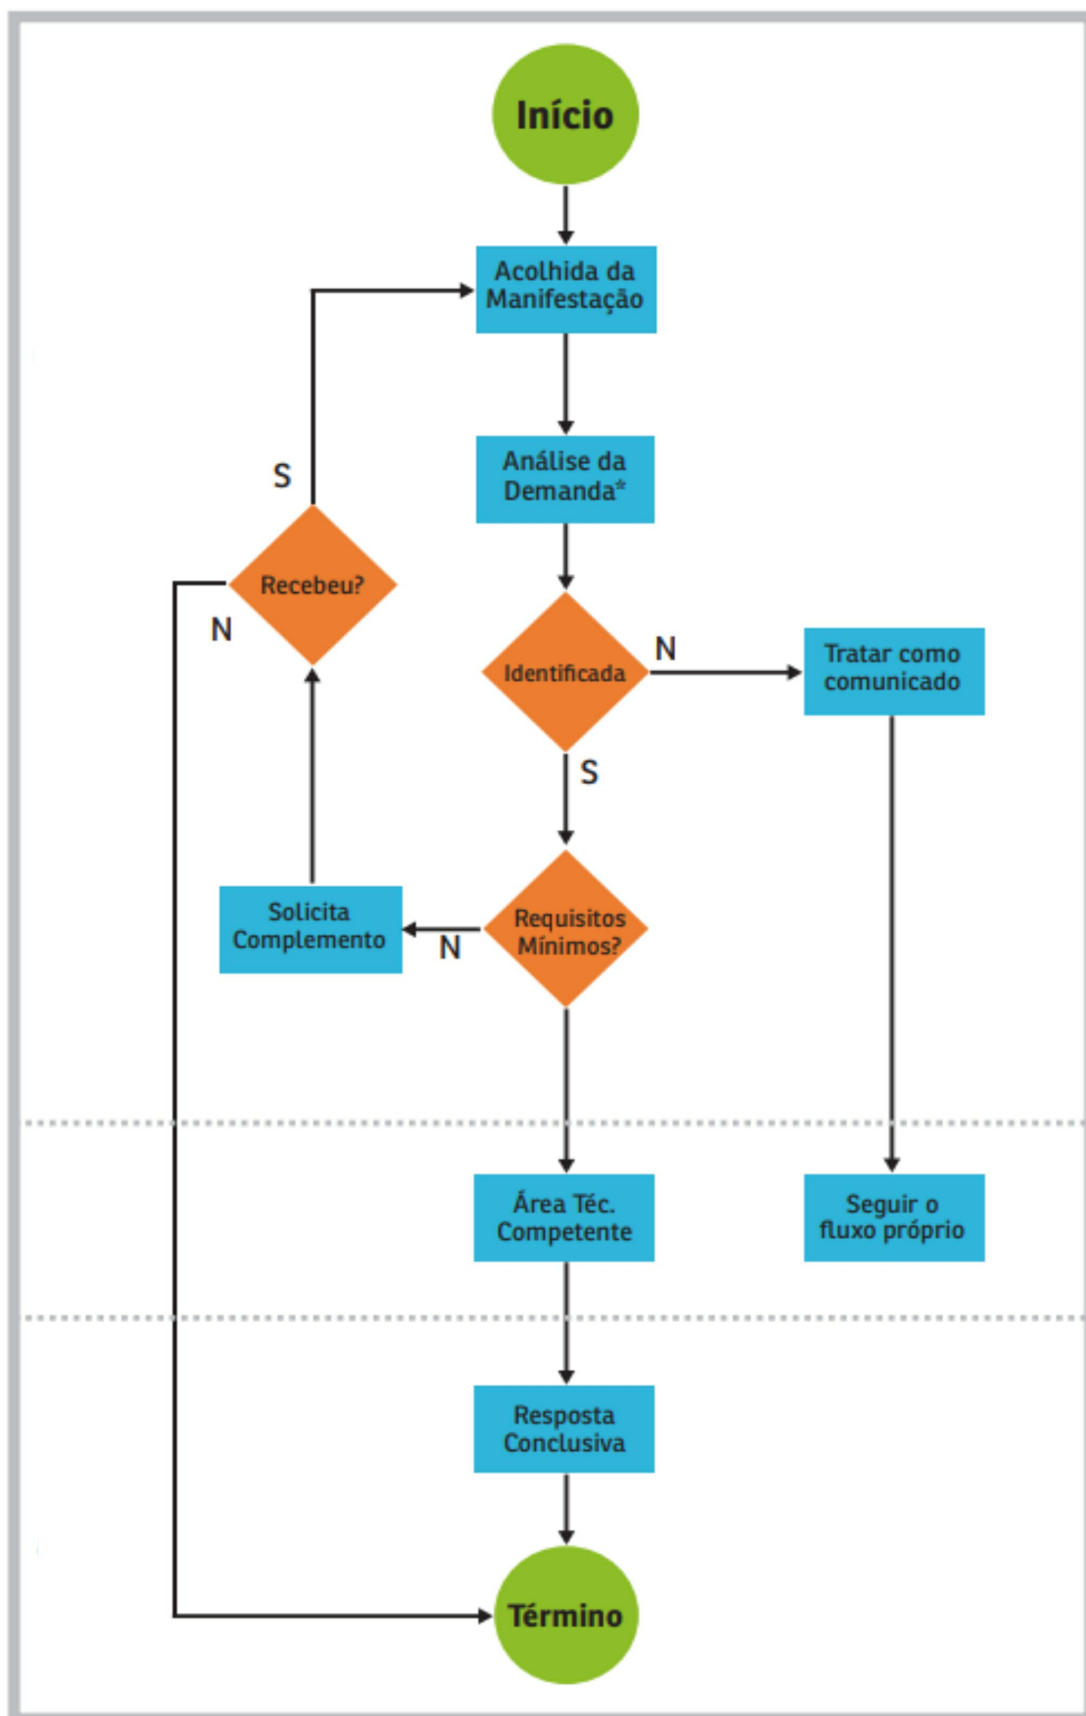 Início
Acolhida da
Manifestação
Análise da
Demanda*
S
Recebeu?
N
Identificada
N
Tratar como
comunicado
S
Requisitos
Mínimos?
N
Solicita
Complemento
Área Téc.
Competente
Seguir o
fluxo próprio
Resposta
Conclusiva
Término